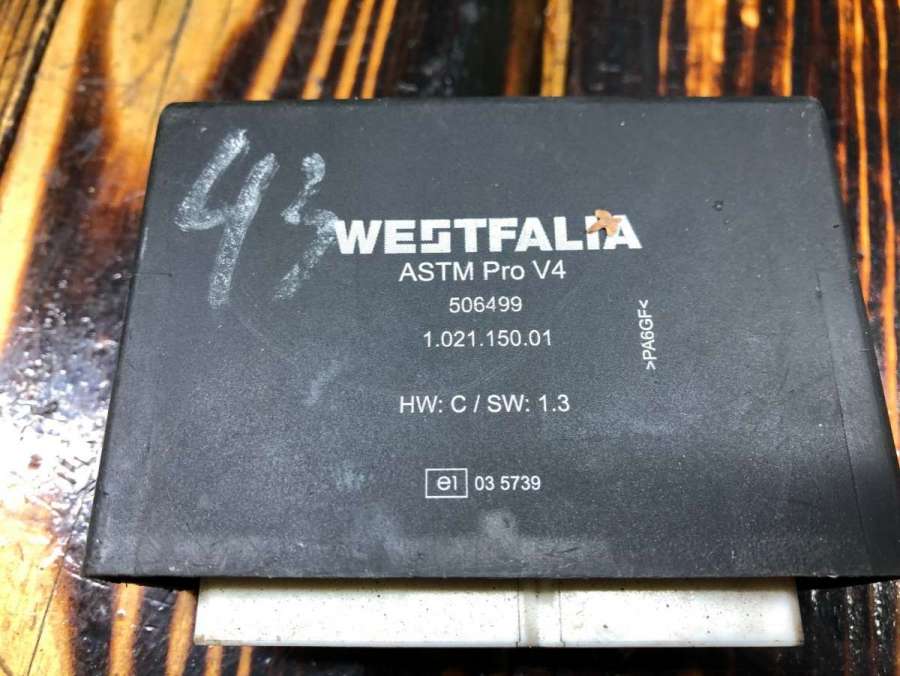 43
WESTFALIA
ASTM Pro V4
506499
1.021.150.01
>PA6GF<
HW: C / SW: 1.3
e1 03 5739